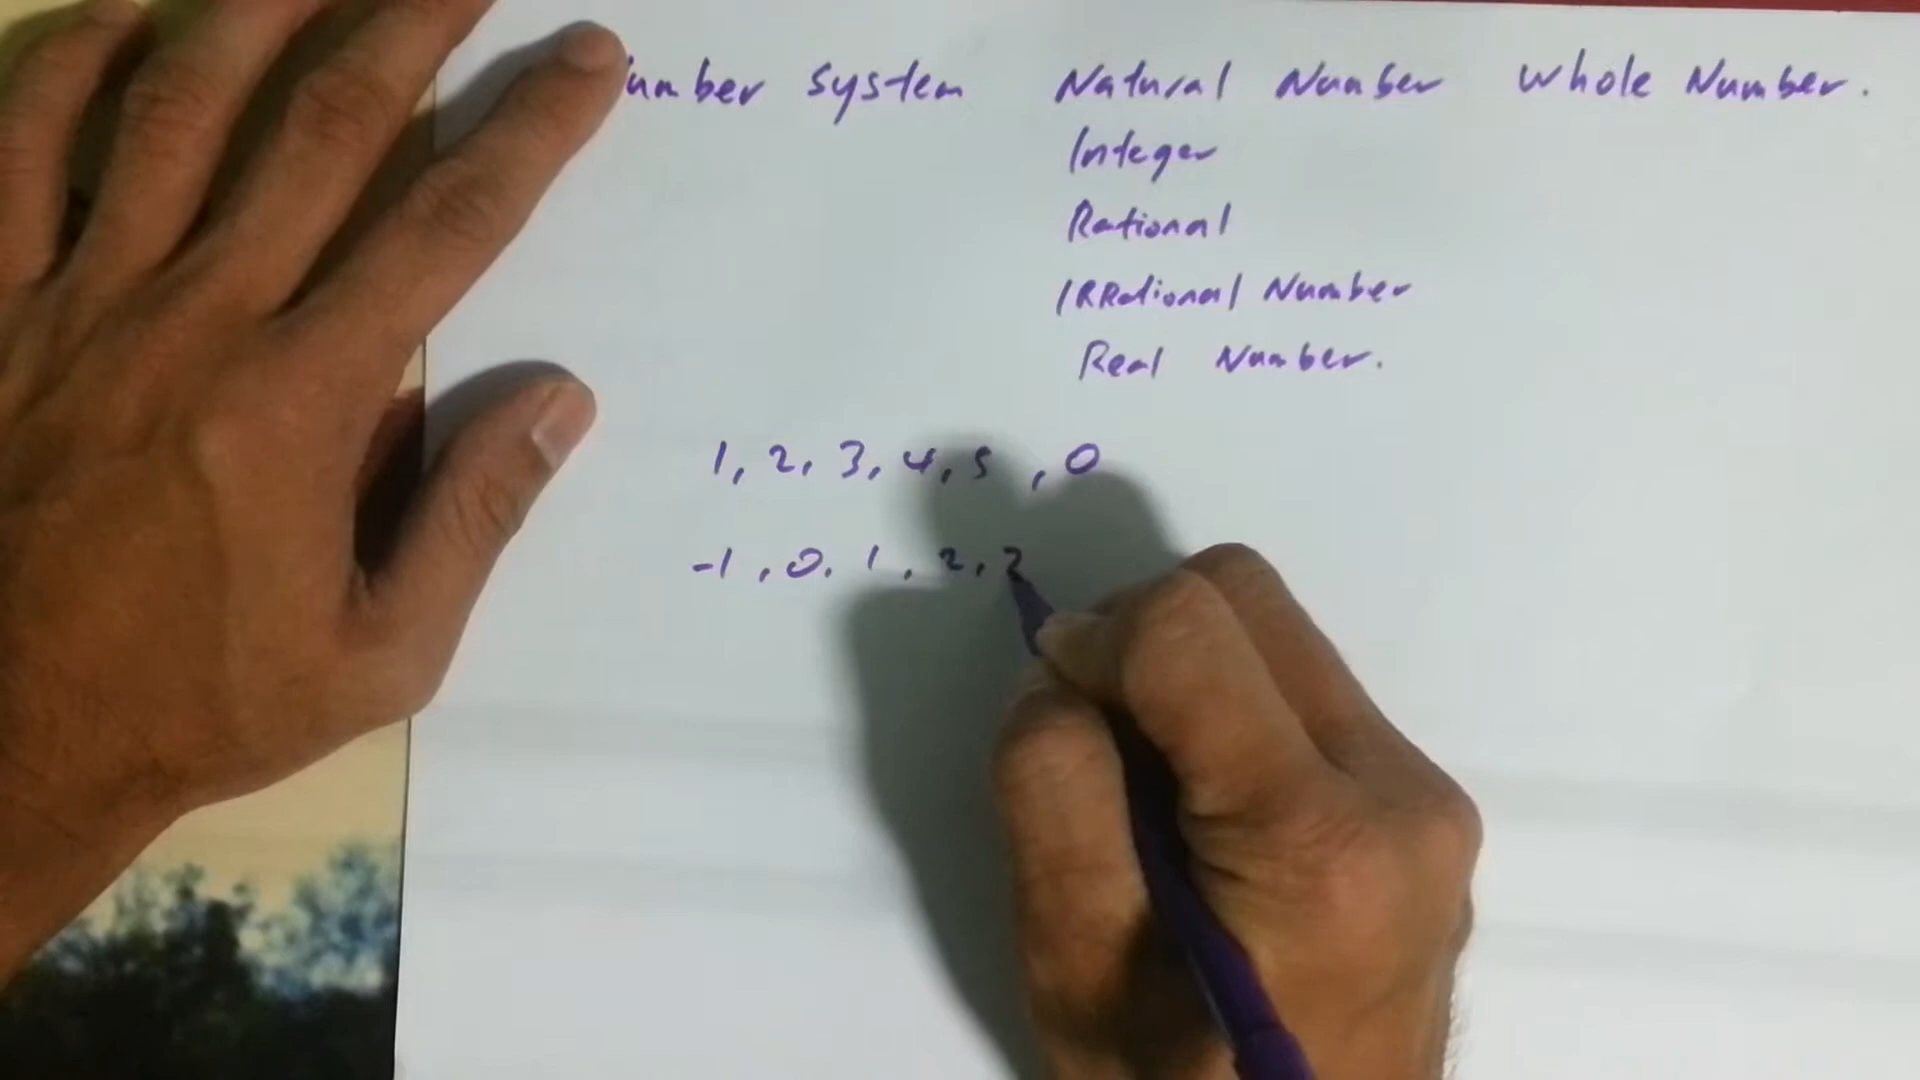 umber system Natural Number Whole Number.
Integer
Rational
IRRational Number
Real Number.
1, 2, 3, 4, 5 , 0
-1 , 0, 1 , 2,